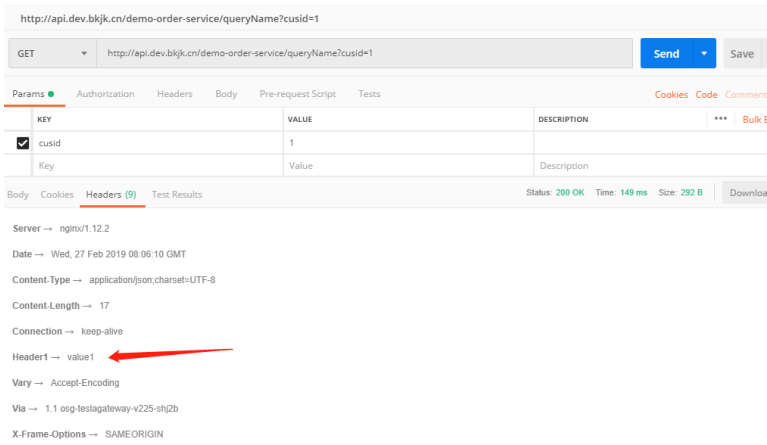 http://api.dev.bkjk.cn/demo-order-service/queryName?cusid=1
GET http://api.dev.bkjk.cn/demo-order-service/queryName?cusid=1 Send Save
Params Authorization Headers Body Pre-request Script Tests Cookies Code Comment
KEY VALUE DESCRIPTION ••• Bulk E
cusid 1
Key Value Description
Body Cookies Headers (9) Test Results Status: 200 OK Time: 149 ms Size: 292 B Downloa
Server → nginx/1.12.2
Date → Wed, 27 Feb 2019 08:06:10 GMT
Content-Type → application/json;charset=UTF-8
Content-Length → 17
Connection → keep-alive
Header1 → value1
Vary → Accept-Encoding
Via → 1.1 osg-teslagateway-v225-shj2b
X-Frame-Options → SAMEORIGIN